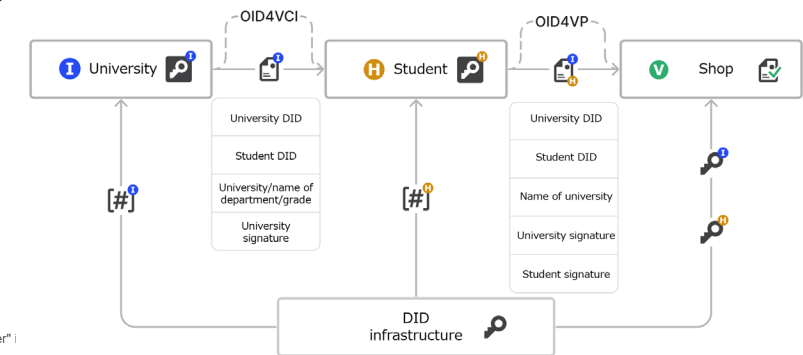 OID4VCI
OID4VP
I University I
H Student H
V Shop
I
I
H
University DID
Student DID
University/name of
department/grade
University
signature
University DID
Student DID
Name of university
University signature
Student signature
[#] I
[#] H
I
H
DID
infrastructure
er" i